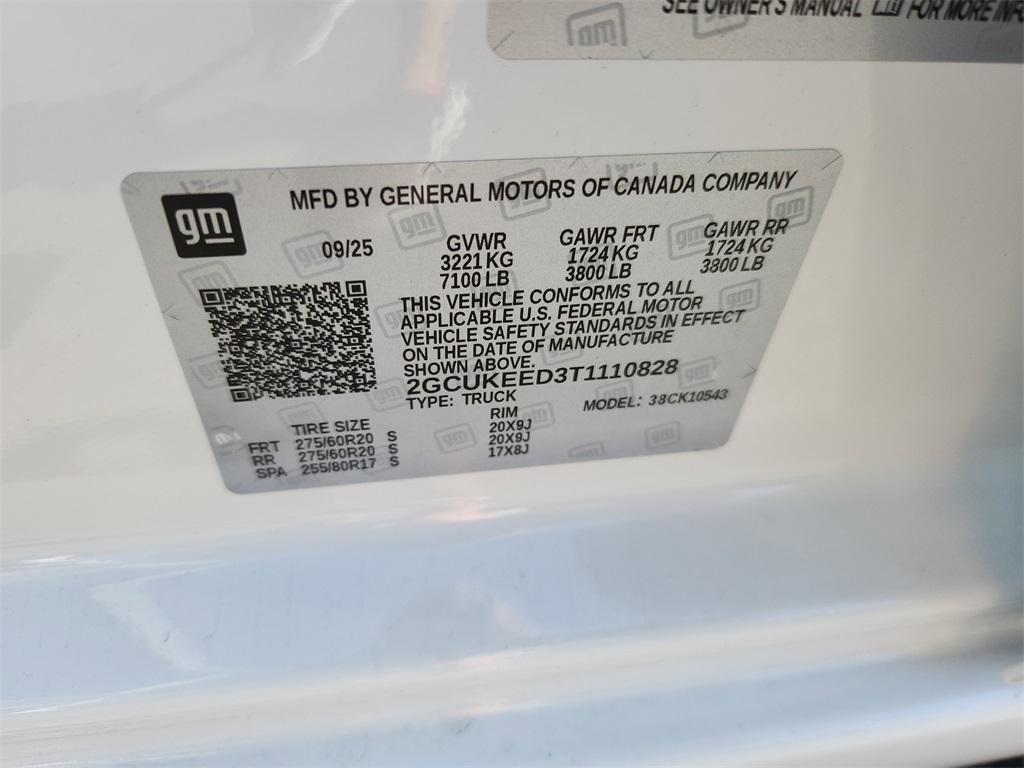 SEE OWNER'S MANUAL FOR MORE
gm
MFD BY GENERAL MOTORS OF CANADA COMPANY
gm
09/25
GVWR GAWR FRT GAWR RR
3221 KG 1724 KG 1724 KG
7100 LB 3800 LB 3800 LB
THIS VEHICLE CONFORMS TO ALL
APPLICABLE U.S. FEDERAL MOTOR
VEHICLE SAFETY STANDARDS IN EFFECT
ON THE DATE OF MANUFACTURE
SHOWN ABOVE.
2GCUKEED3T1110828
TYPE: TRUCK MODEL: 38CK10543
TIRE SIZE RIM
FRT 275/60R20 S 20X9J
RR 275/60R20 S 20X9J
SPA 255/80R17 S 17X8J